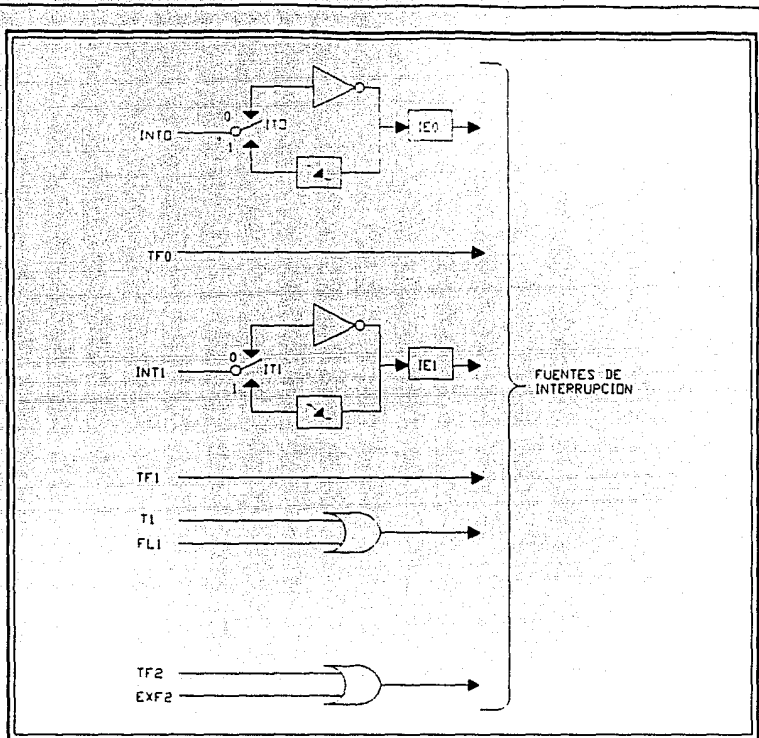 0
INT0 IT0 IE0
1
TF0
0
INT1 IT1 IE1
1
FUENTES DE
INTERRUPCION
TF1
T1
FL1
TF2
EXF2